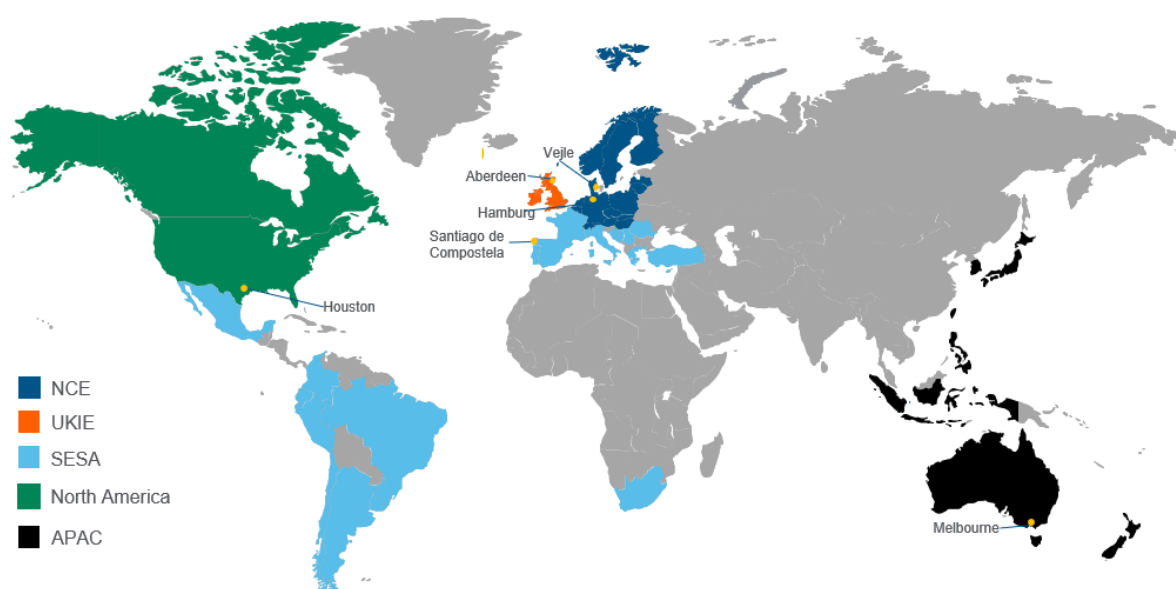 Vejle
Aberdeen
Hamburg
Santiago de
Compostela
Houston
NCE
UKIE
SESA
North America
APAC
Melbourne